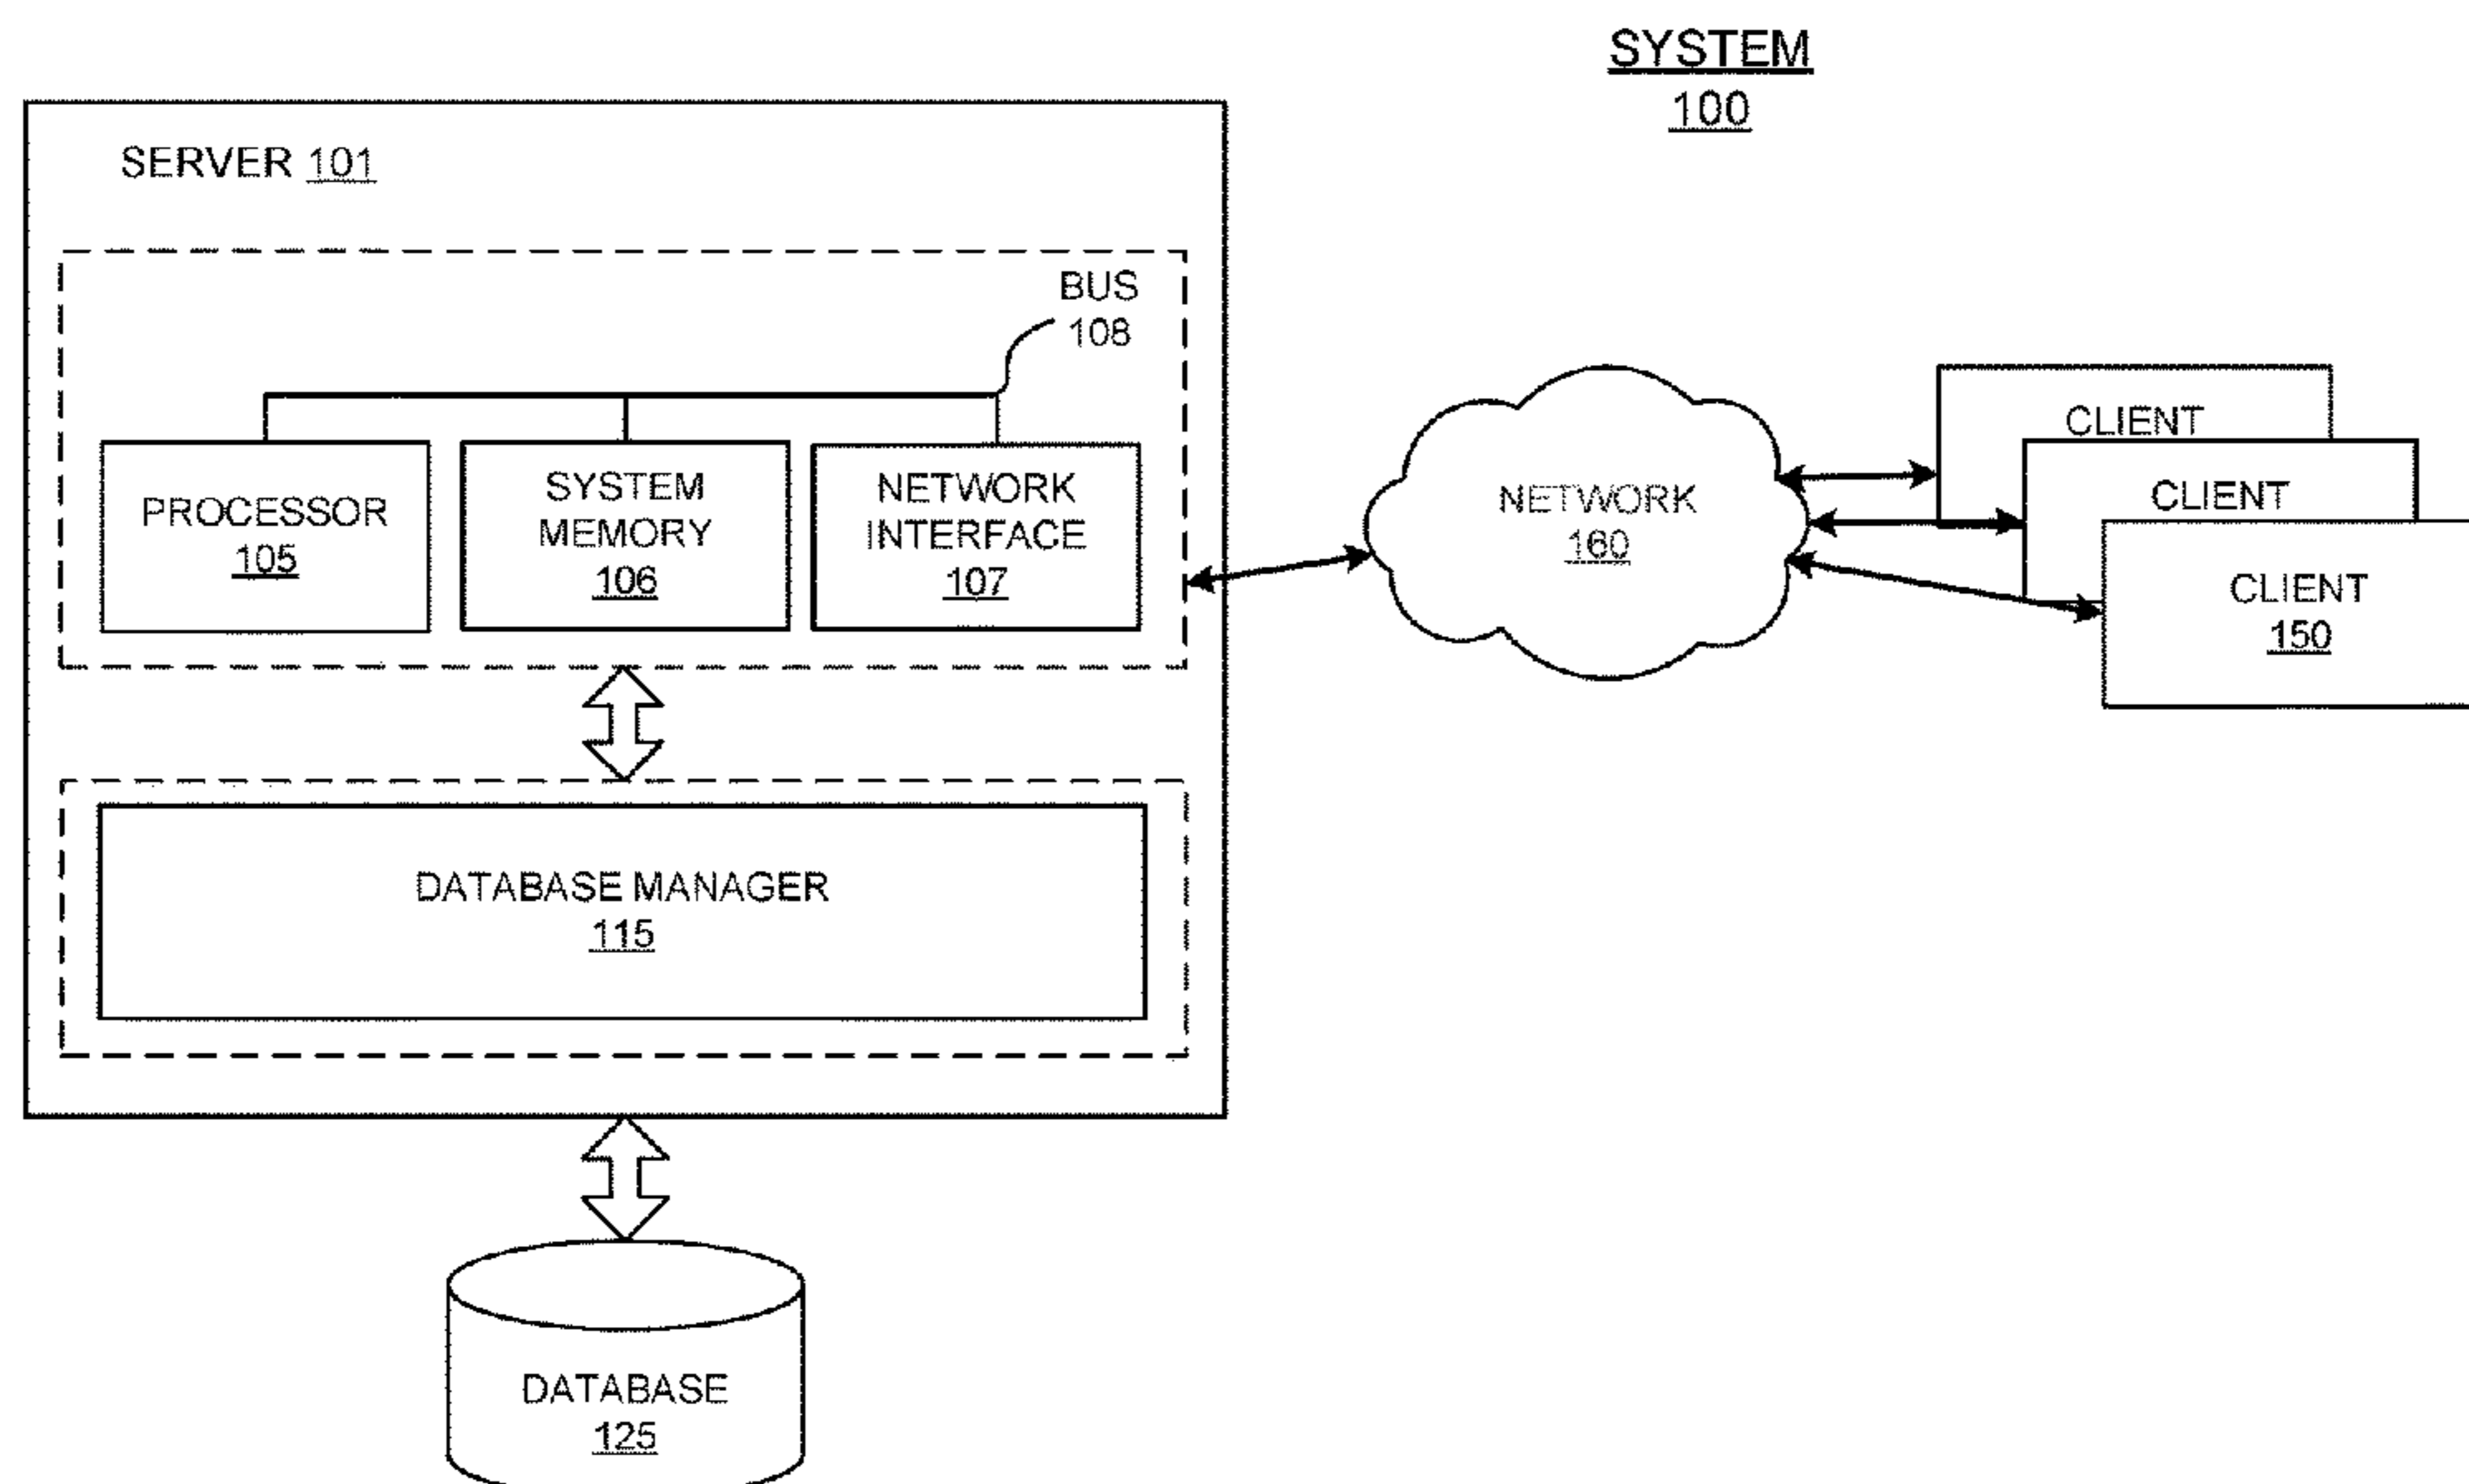 SYSTEM
100
SERVER 101
BUS
108
PROCESSOR
105
SYSTEM
MEMORY
106
NETWORK
INTERFACE
107
NETWORK
160
CLIENT
CLIENT
CLIENT
150
DATABASE MANAGER
115
DATABASE
125